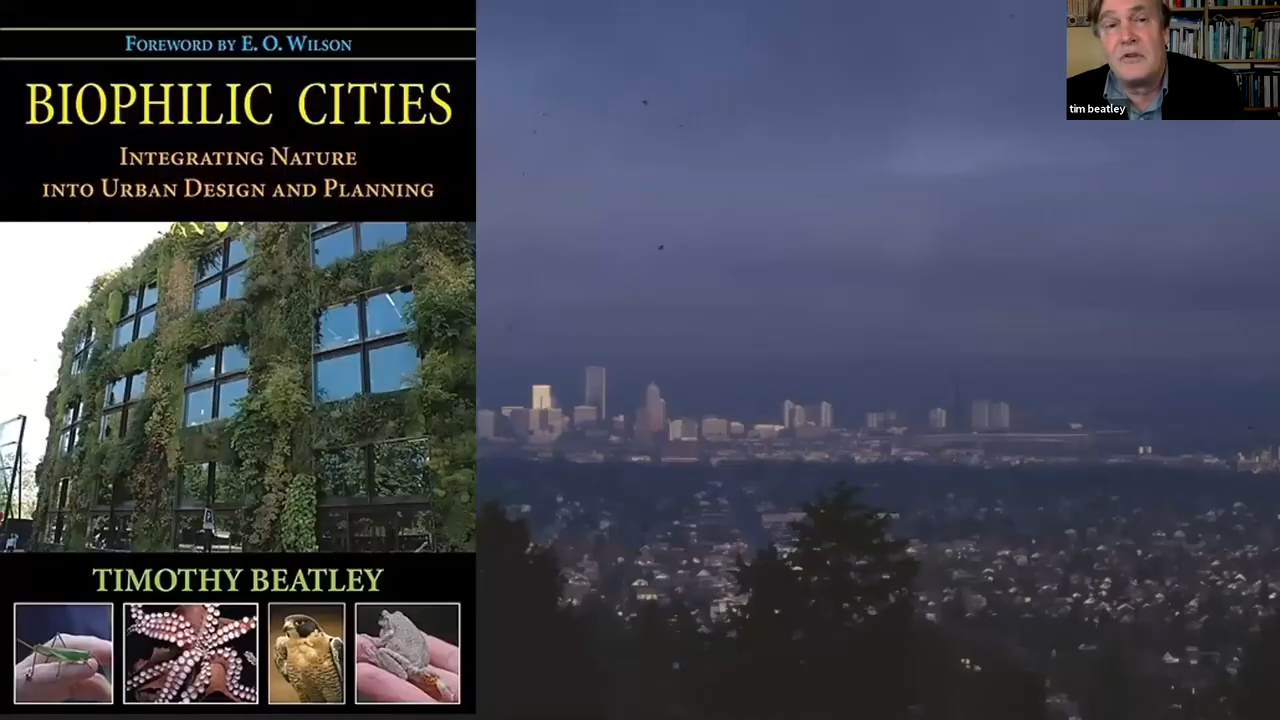 FOREWORD BY E. O. WILSON
BIOPHILIC CITIES
INTEGRATING NATURE
INTO URBAN DESIGN AND PLANNING
TIMOTHY BEATLEY
tim beatley